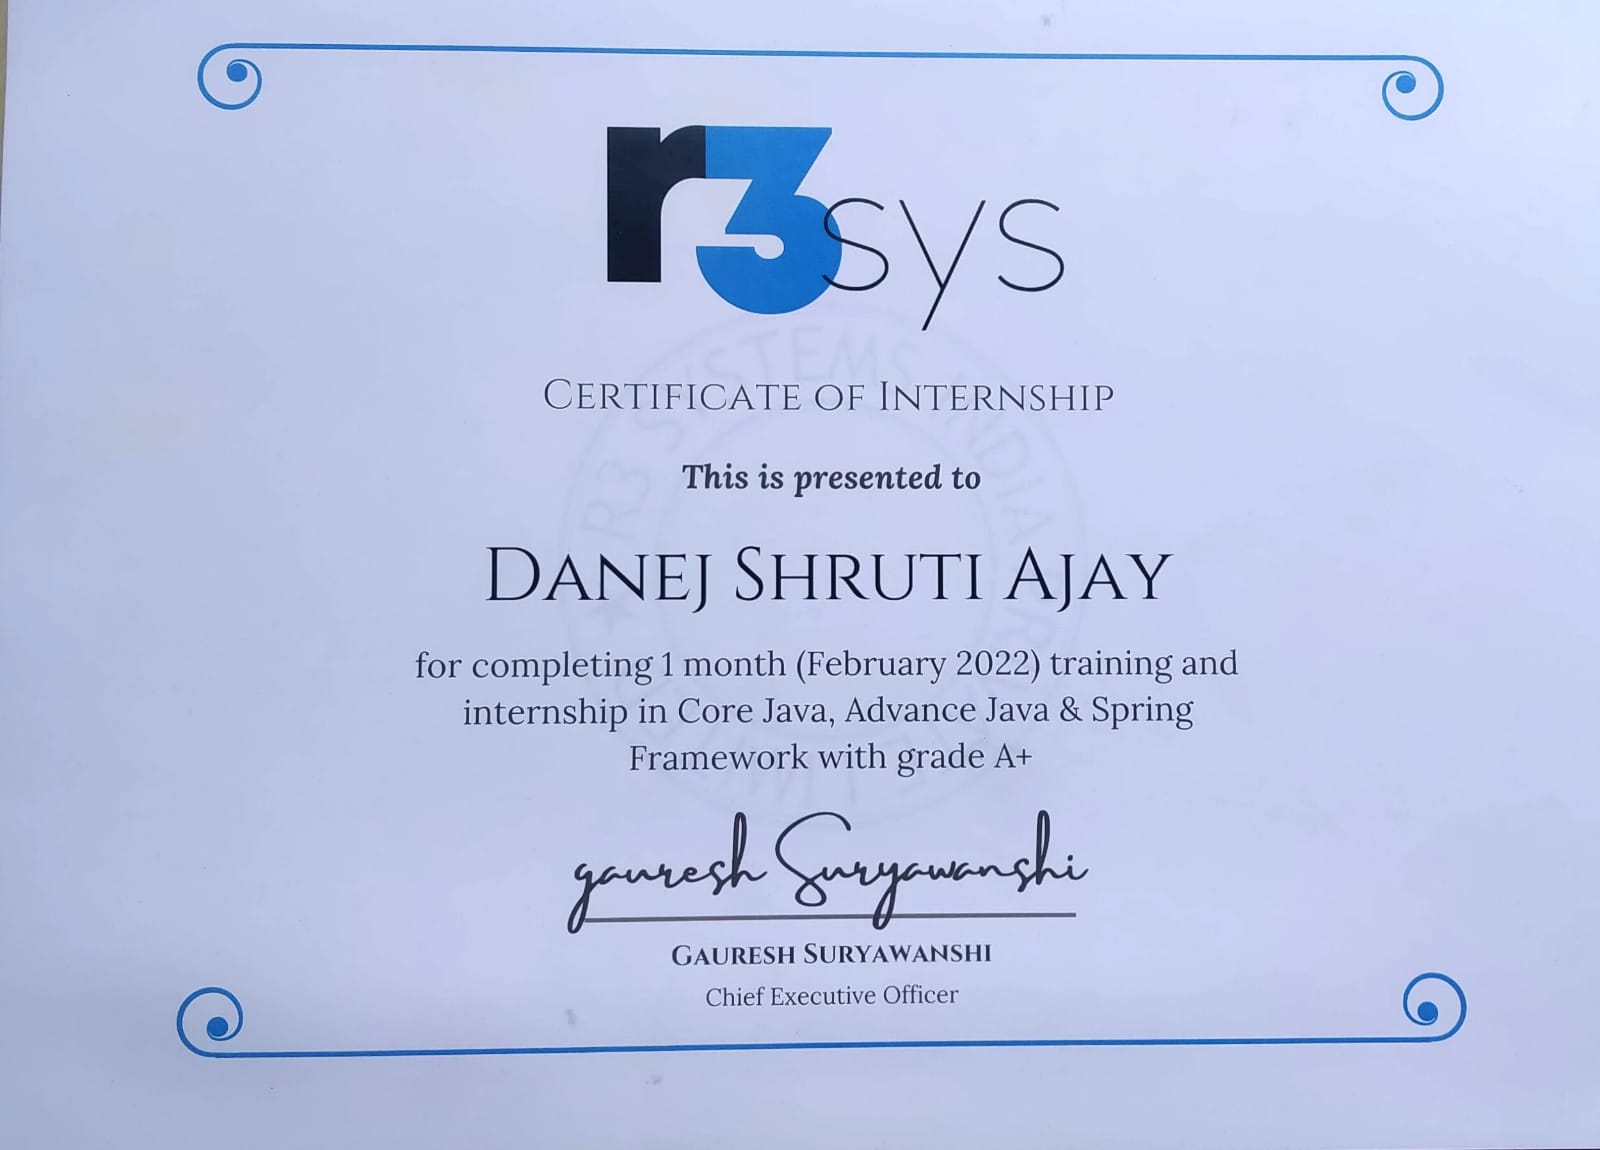 r3sys
CERTIFICATE OF INTERNSHIP
This is presented to
DANEJ SHRUTI AJAY
for completing 1 month (February 2022) training and
internship in Core Java, Advance Java & Spring
Framework with grade A+
gauresh Suryawanshi
GAURESH SURYAWANSHI
Chief Executive Officer
★ R3 SYSTEMS INDIA PRIVATE LIMITED